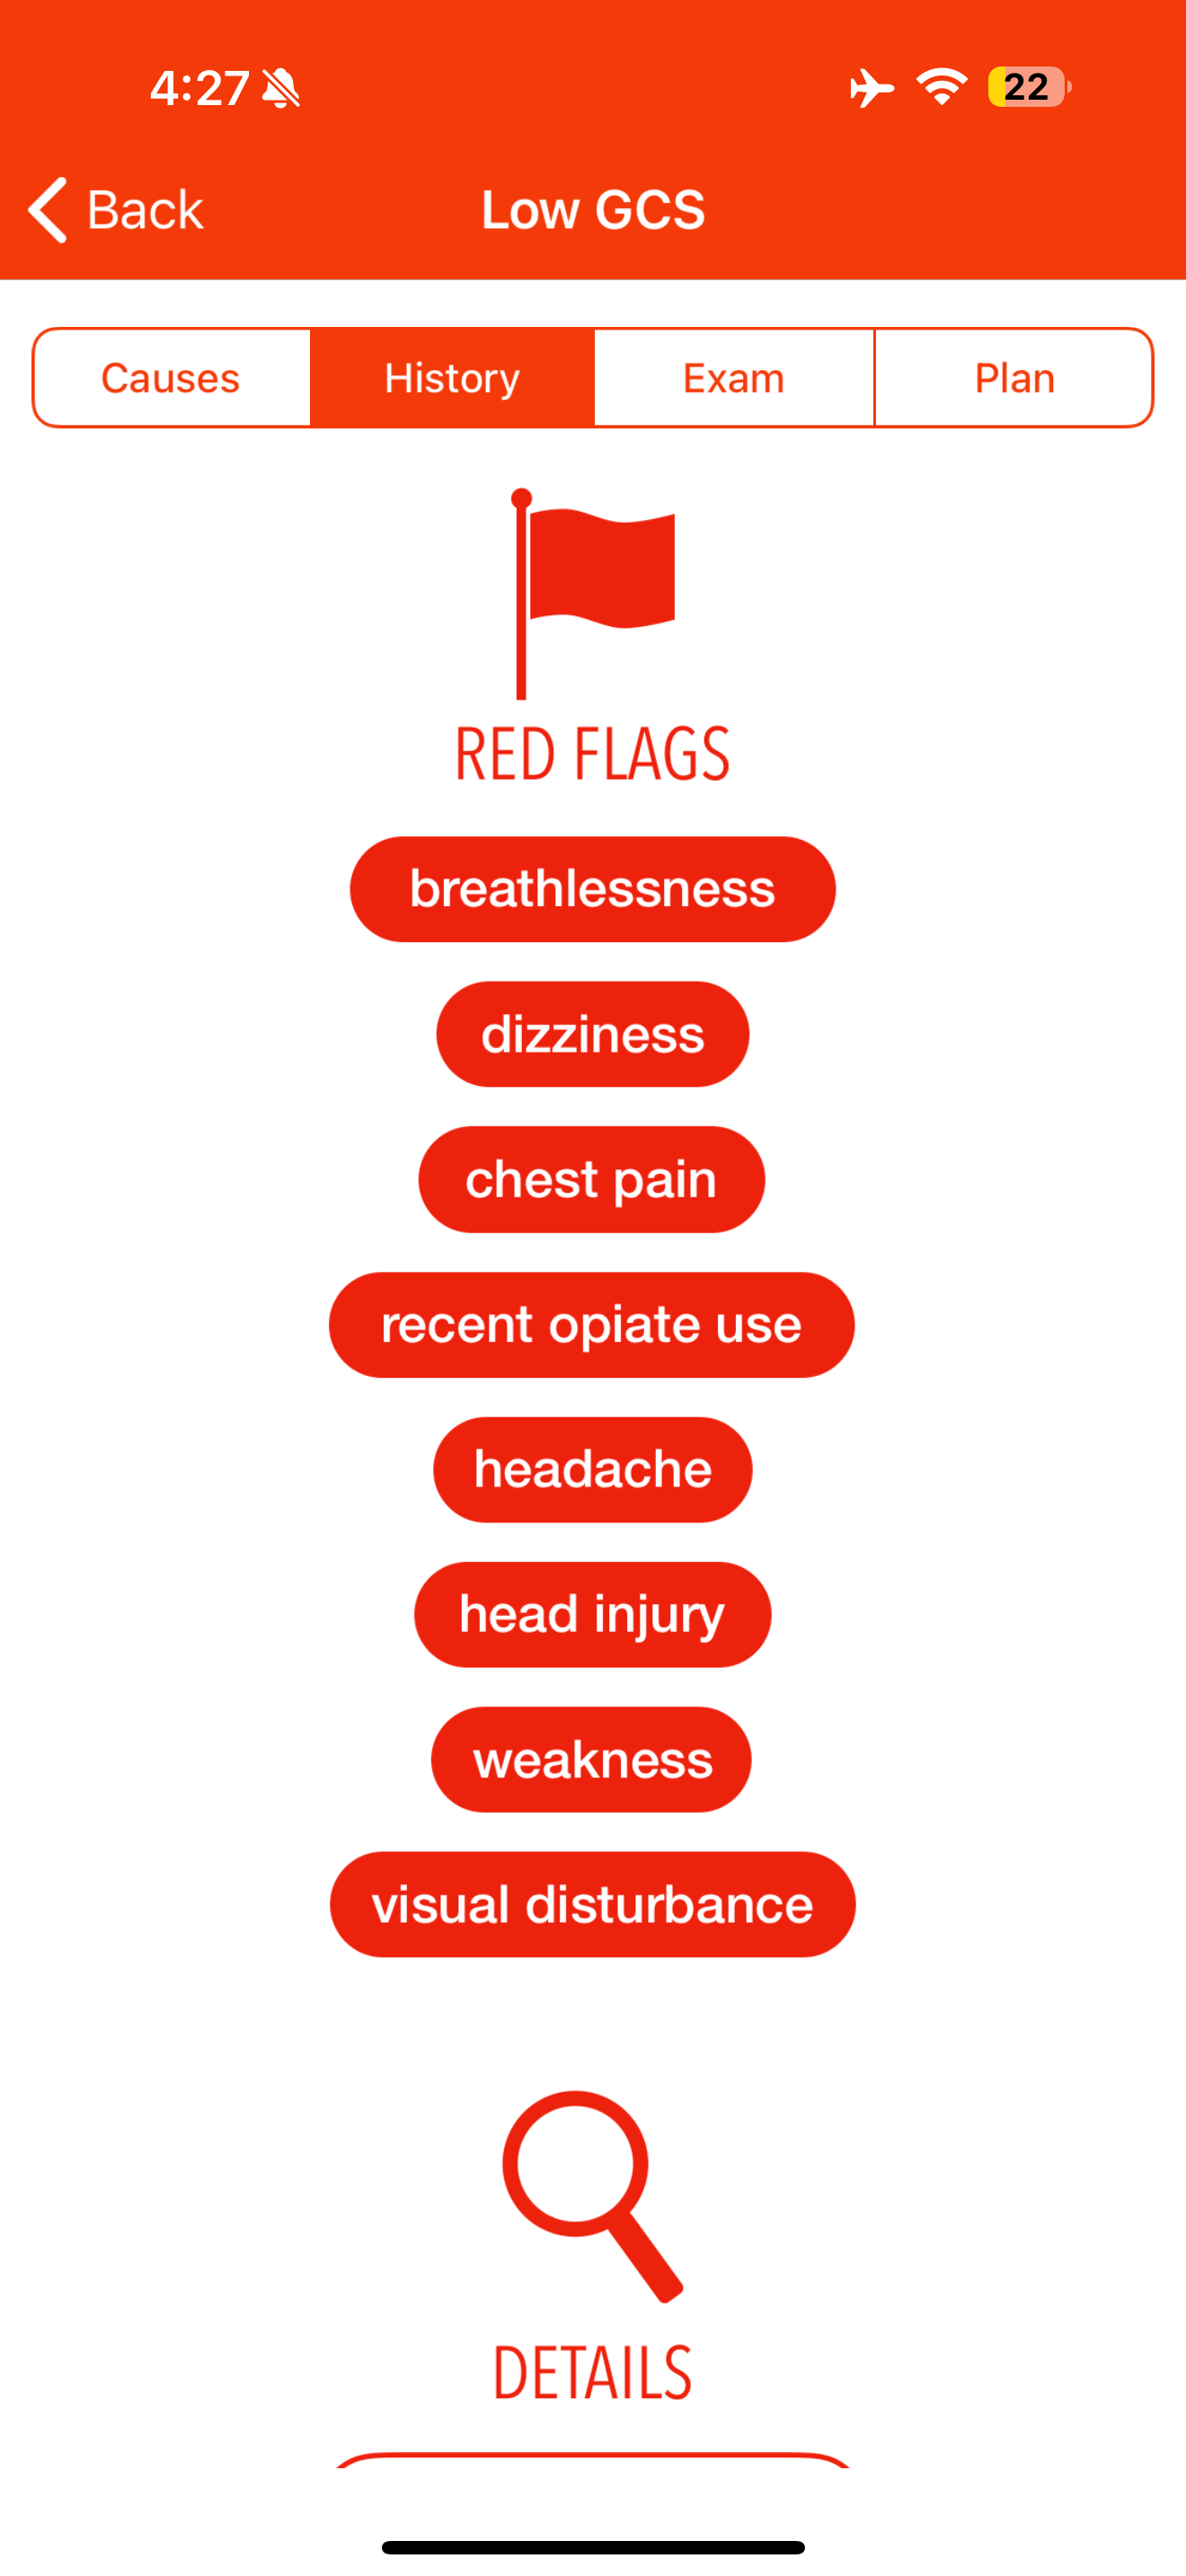 4:27
22
Back
Low GCS
Causes History Exam Plan
RED FLAGS
breathlessness
dizziness
chest pain
recent opiate use
headache
head injury
weakness
visual disturbance
DETAILS